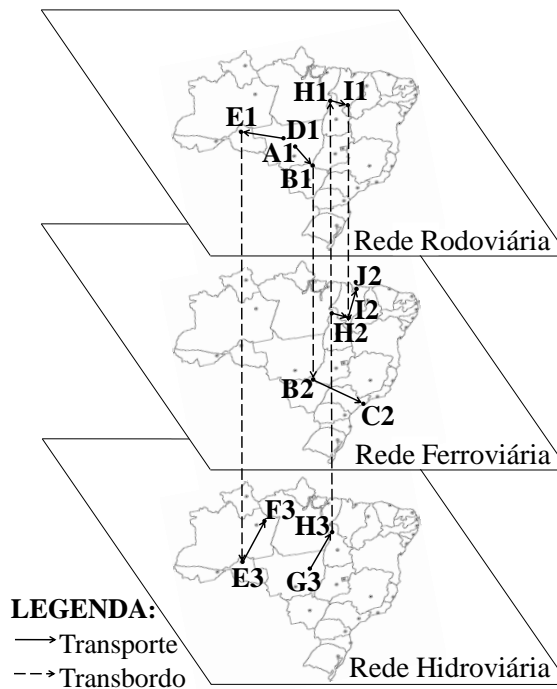 H1 I1
E1
D1
A1
B1
Rede Rodoviária
J2
I2
H2
B2
C2
Rede Ferroviária
F3
H3
E3
G3
LEGENDA:
Transporte
Transbordo
Rede Hidroviária